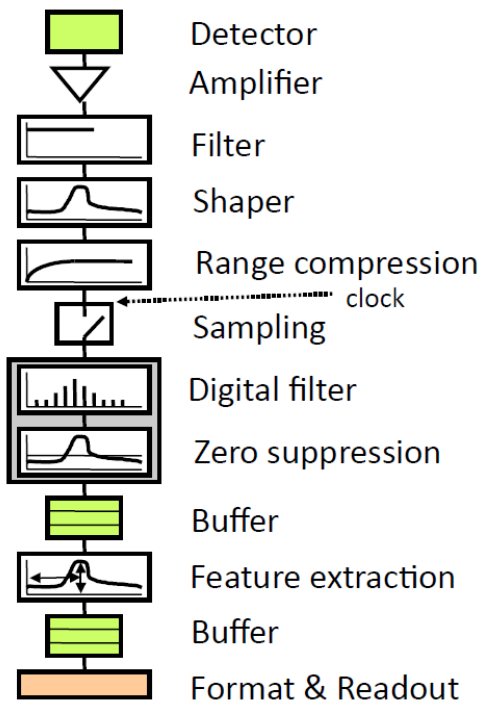 Detector
Amplifier
Filter
Shaper
Range compression
clock
Sampling
Digital filter
Zero suppression
Buffer
Feature extraction
Buffer
Format & Readout